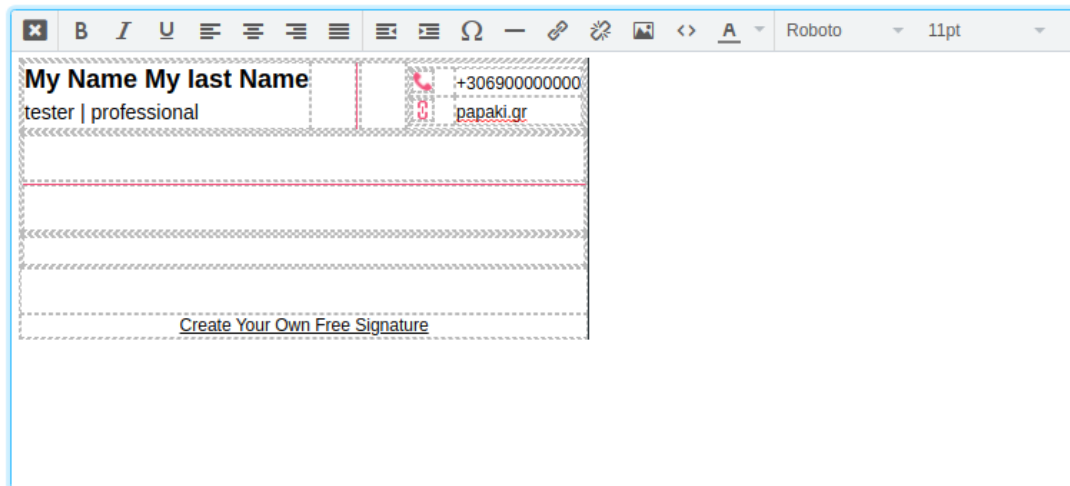 B I U Ω A Roboto 11pt
My Name My last Name
tester | professional
+306900000000
papaki.gr
Create Your Own Free Signature